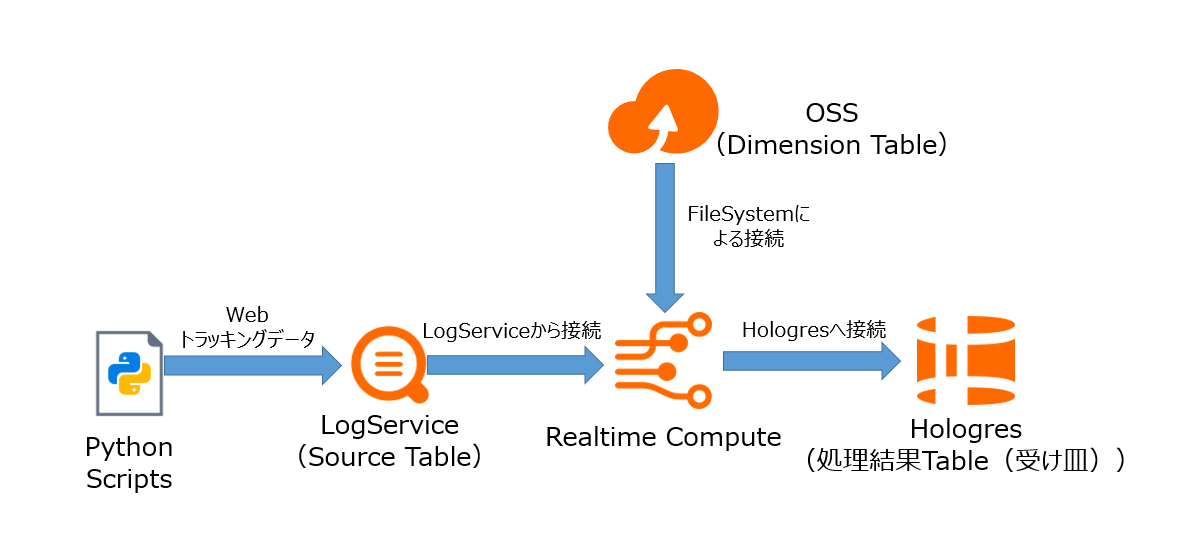 OSS
（Dimension Table）
FileSystemに
よる接続
Web
トラッキングデータ
LogServiceから接続
Hologresへ接続
Python
Scripts
LogService
（Source Table）
Realtime Compute
Hologres
（処理結果Table（受け皿））